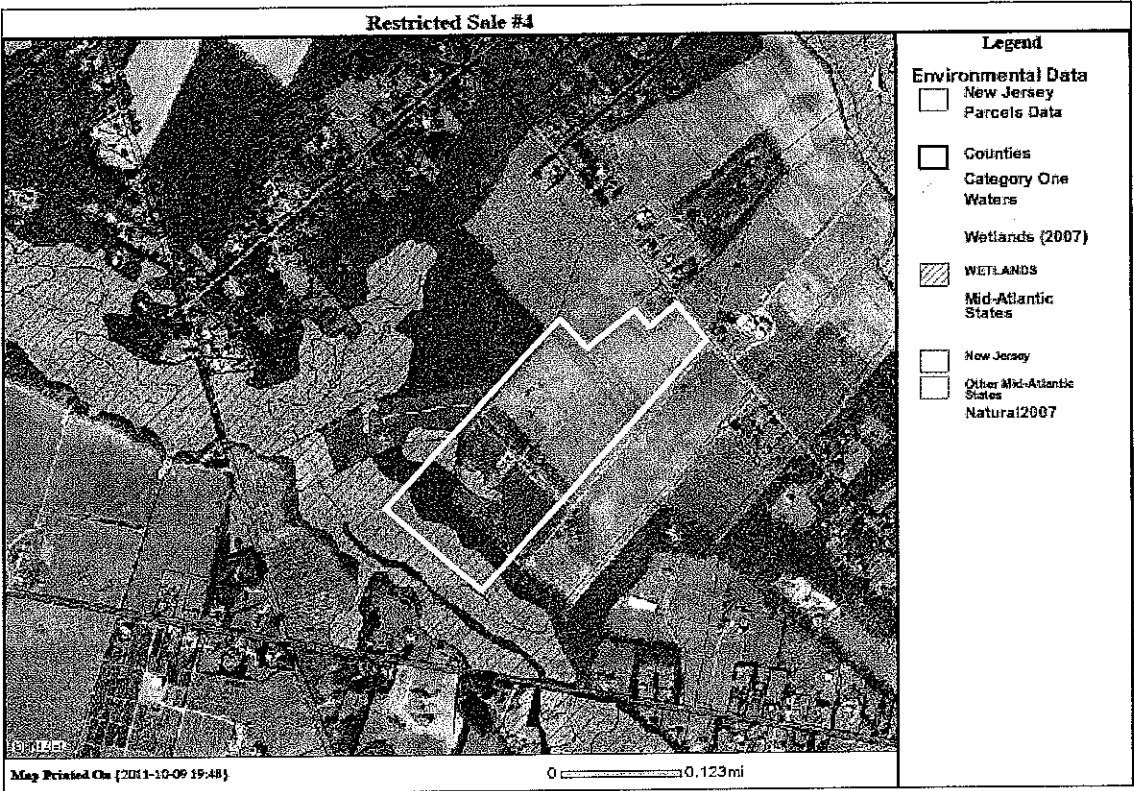 Restricted Sale #4
Legend
Environmental Data
New Jersey
Parcels Data
Counties
Category One
Waters
Wetlands (2007)
WETLANDS
Mid-Atlantic
States
New Jersey
Other Mid-Atlantic
States
Natural2007
Map Printed On {2011-10-09 19:48}
0
0.123mi